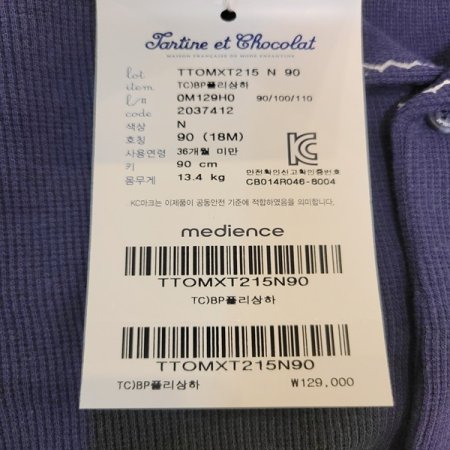 Tartine et Chocolat
MAISON FRANÇAISE DE MODE ENFANTINE
lot TTOMXT215 N 90
item TC)BP플리상하
l/n 0M129H0 90/100/110
code 2037412
색상 N
호칭 90 (18M)
사용연령 36개월 미만
키 90 cm
몸무게 13.4 kg
안전확인신고확인증번호
CB014R046-8004
KC마크는 이제품이 공동안전 기준에 적합하였음을 의미합니다.
medience
TTOMXT215N90
TC)BP플리상하
TTOMXT215N90
TC)BP플리상하 ₩129,000